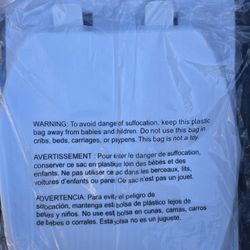 WARNING: To avoid danger of suffocation, keep this plastic
bag away from babies and hildren. Do not use this bag in
cribs, beds, carriages, or paypens. This bag is not a toy.
AVERTISSEMENT : Pour éviter le danger de suffocation,
conserver ce sac en plastique loin des bébés et des
enfants. Ne pas utiliser ce sac dans les berceaux, lits,
voitures d'enfants ou parc. Ce sac n'est pas un jouet.
ADVERTENCIA: Para evitar el peligro de
sufocación, mantenga esta bolsa de plástico lejos de
bebés y niños. No use esta bolsa en cunas, camas, carros
de bebés o corrales. Esta bolsa no es un juguete.